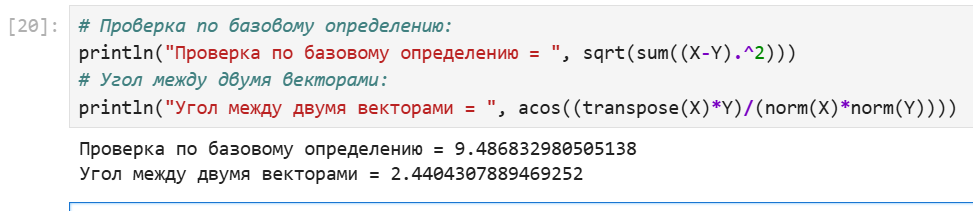 [20]:
# Проверка по базовому определению:
println("Проверка по базовому определению = ", sqrt(sum((X-Y).^2)))
# Угол между двумя векторами:
println("Угол между двумя векторами = ", acos((transpose(X)*Y)/(norm(X)*norm(Y))))
Проверка по базовому определению = 9.486832980505138
Угол между двумя векторами = 2.4404307889469252